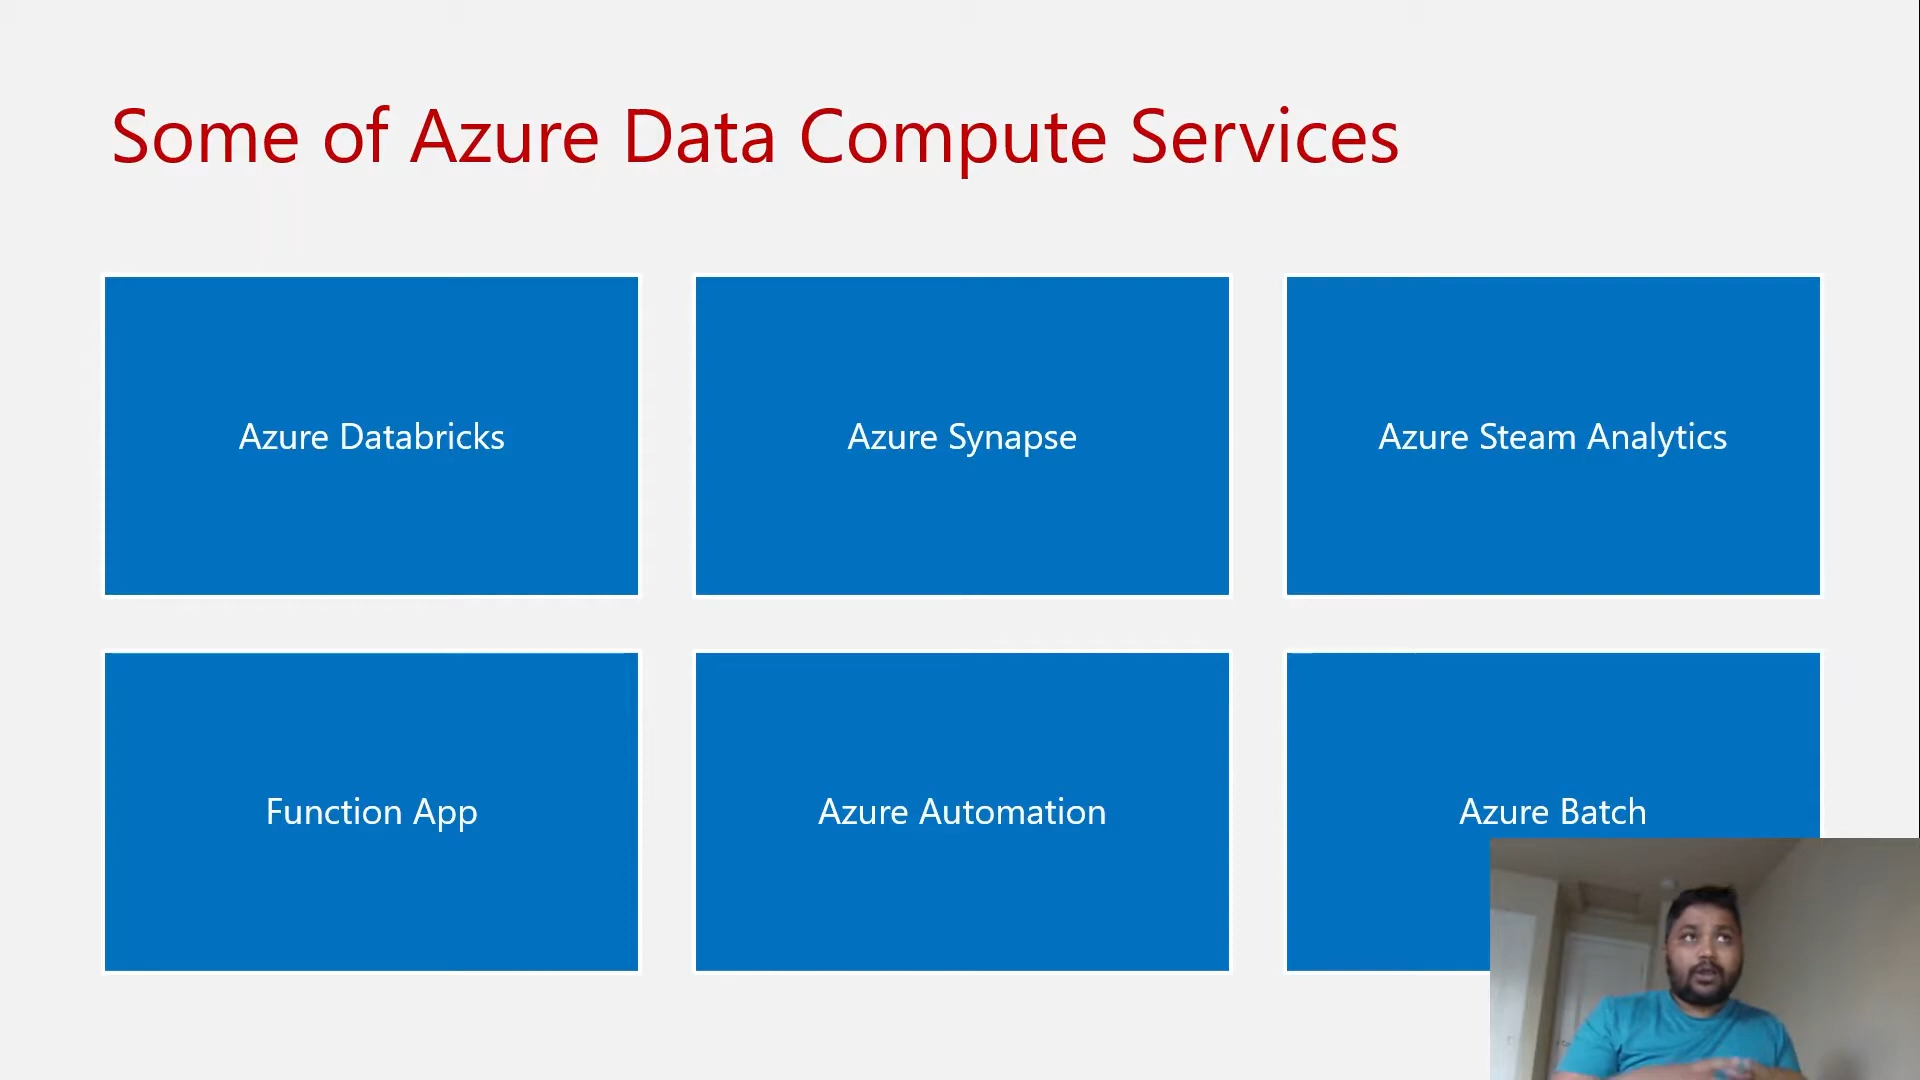 Some of Azure Data Compute Services
Azure Databricks
Azure Synapse
Azure Steam Analytics
Function App
Azure Automation
Azure Batch